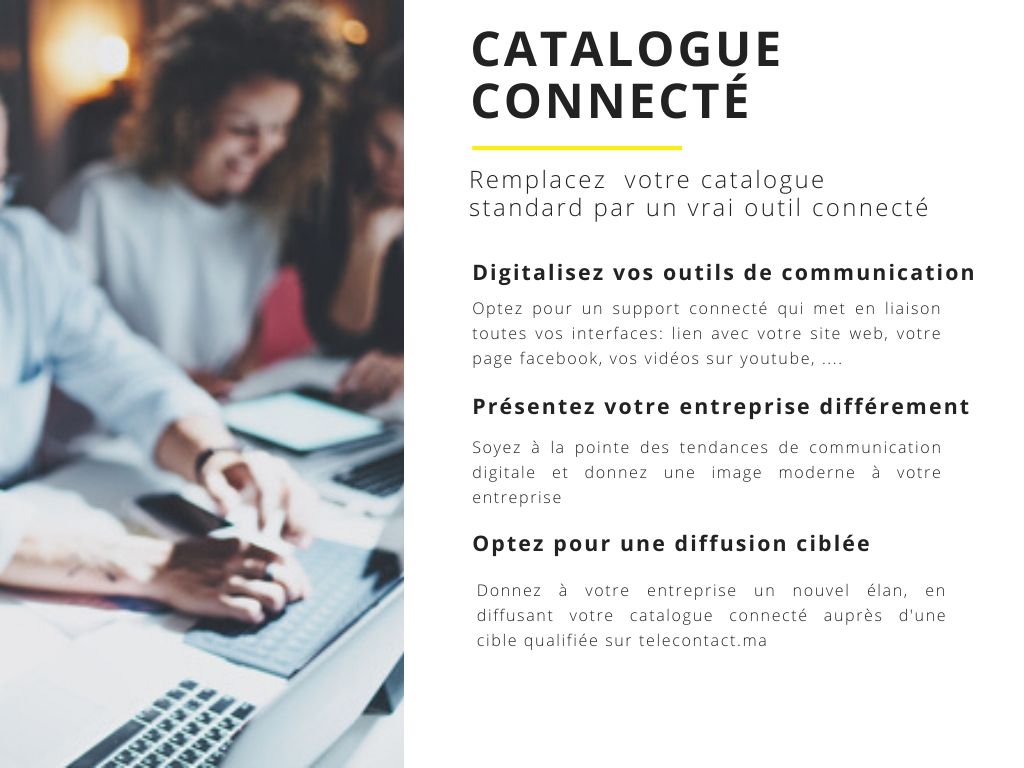 CATALOGUE
CONNECTÉ
Remplacez votre catalogue
standard par un vrai outil connecté
Digitalisez vos outils de communication
Optez pour un support connecté qui met en liaison
toutes vos interfaces: lien avec votre site web, votre
page facebook, vos vidéos sur youtube, ....
Présentez votre entreprise différement
Soyez à la pointe des tendances de communication
digitale et donnez une image moderne à votre
entreprise
Optez pour une diffusion ciblée
Donnez à votre entreprise un nouvel élan, en
diffusant votre catalogue connecté auprès d'une
cible qualifiée sur telecontact.ma